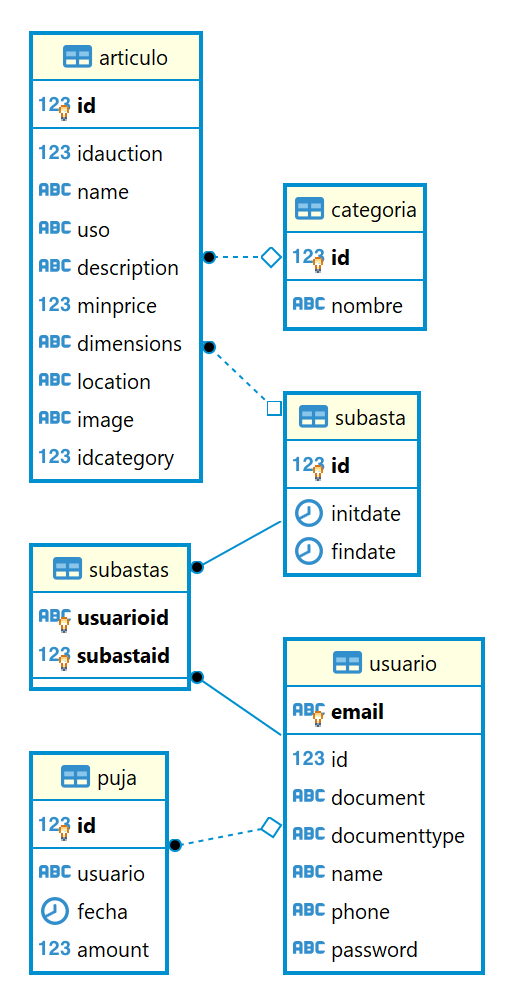 articulo
123 id
123 idauction
ABC name
ABC uso
ABC description
123 minprice
ABC dimensions
ABC location
ABC image
123 idcategory
categoria
123 id
ABC nombre
subasta
123 id
initdate
findate
subastas
ABC usuarioid
123 subastaid
usuario
ABC email
123 id
ABC document
ABC documenttype
ABC name
ABC phone
ABC password
puja
123 id
ABC usuario
fecha
123 amount